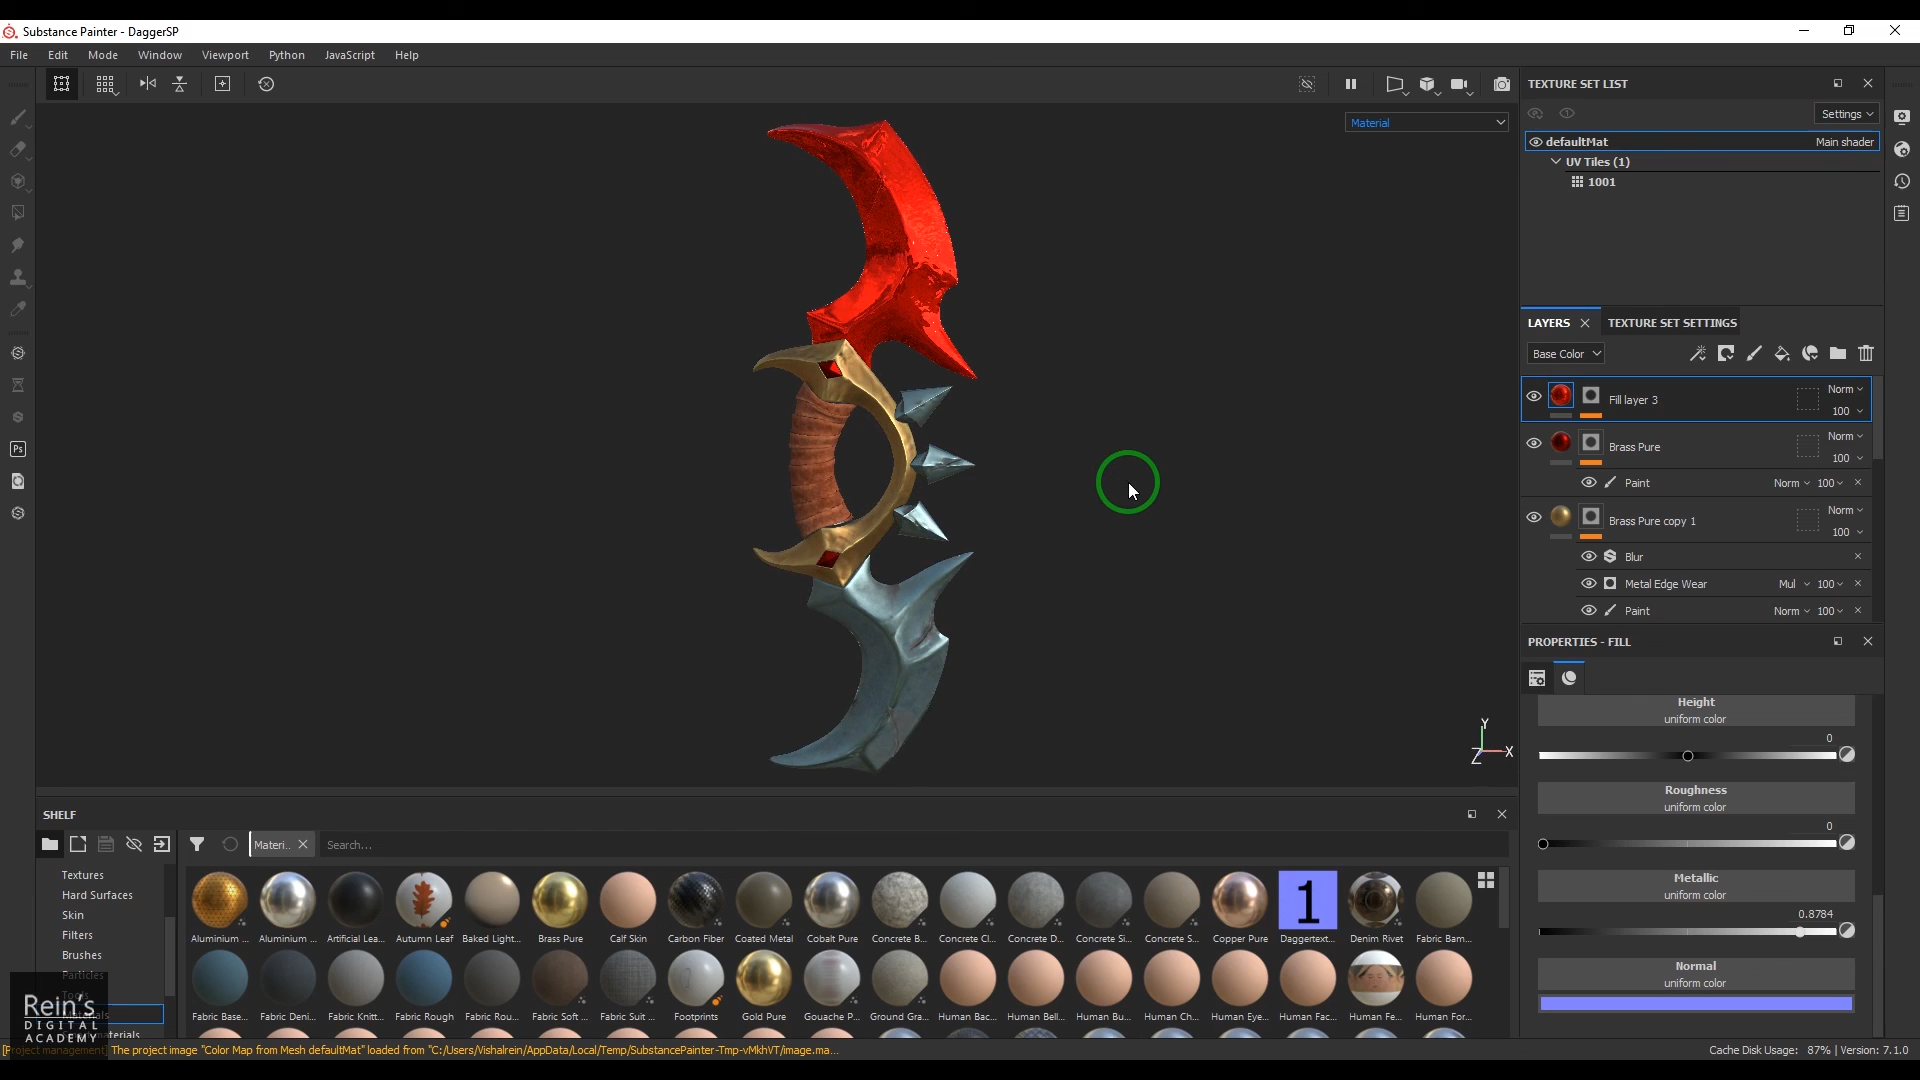 Substance Painter - DaggerSP
File Edit Mode Window Viewport Python JavaScript Help
Material
TEXTURE SET LIST
Settings
defaultMat Main shader
UV Tiles (1)
1001
LAYERS TEXTURE SET SETTINGS
Base Color
Norm
Fill layer 3
100
Norm
Brass Pure
100
Paint Norm 100
Norm
Brass Pure copy 1
100
Blur
Metal Edge Wear Mul 100
Paint Norm 100
PROPERTIES - FILL
Height
uniform color
0
Roughness
uniform color
0
Metallic
uniform color
0.8784
Normal
uniform color
Y
Z X
Ps
SHELF
Materi.. Search...
Textures
Hard Surfaces
Skin
Filters
Brushes
Particles
Tools
Materials
1
Aluminium ... Aluminium ... Artificial Lea... Autumn Leaf Baked Light... Brass Pure Calf Skin Carbon Fiber Coated Metal Cobalt Pure Concrete B... Concrete Cl... Concrete D... Concrete Si... Concrete S... Copper Pure Daggertext... Denim Rivet Fabric Bam...
Fabric Base... Fabric Deni... Fabric Knitt... Fabric Rough Fabric Rou... Fabric Soft ... Fabric Suit ... Footprints Gold Pure Gouache P... Ground Gra... Human Bac... Human Bell... Human Bu... Human Ch... Human Eye... Human Fac... Human Fe... Human For...
Rein's
DIGITAL
ACADEMY
[Project management] The project image "Color Map from Mesh defaultMat" loaded from "C:/Users/Vishalrein/AppData/Local/Temp/SubstancePainter-Tmp-vMkhVT/image.ma...
Cache Disk Usage: 87% | Version: 7.1.0